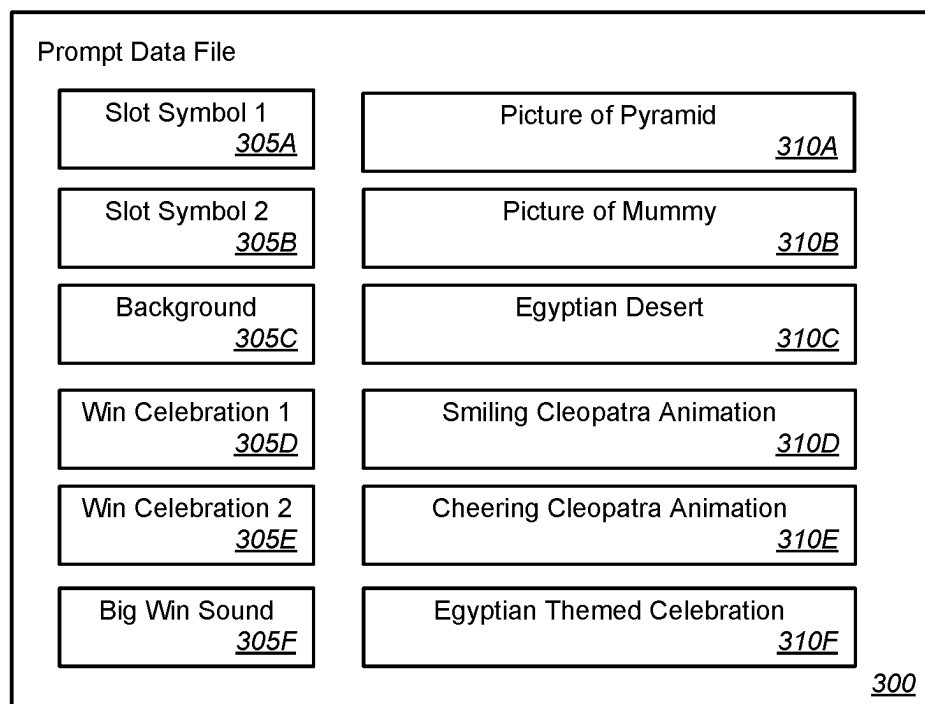 Prompt Data File
Slot Symbol 1
305A
Picture of Pyramid
310A
Slot Symbol 2
305B
Picture of Mummy
310B
Background
305C
Egyptian Desert
310C
Win Celebration 1
305D
Smiling Cleopatra Animation
310D
Win Celebration 2
305E
Cheering Cleopatra Animation
310E
Big Win Sound
305F
Egyptian Themed Celebration
310F
300